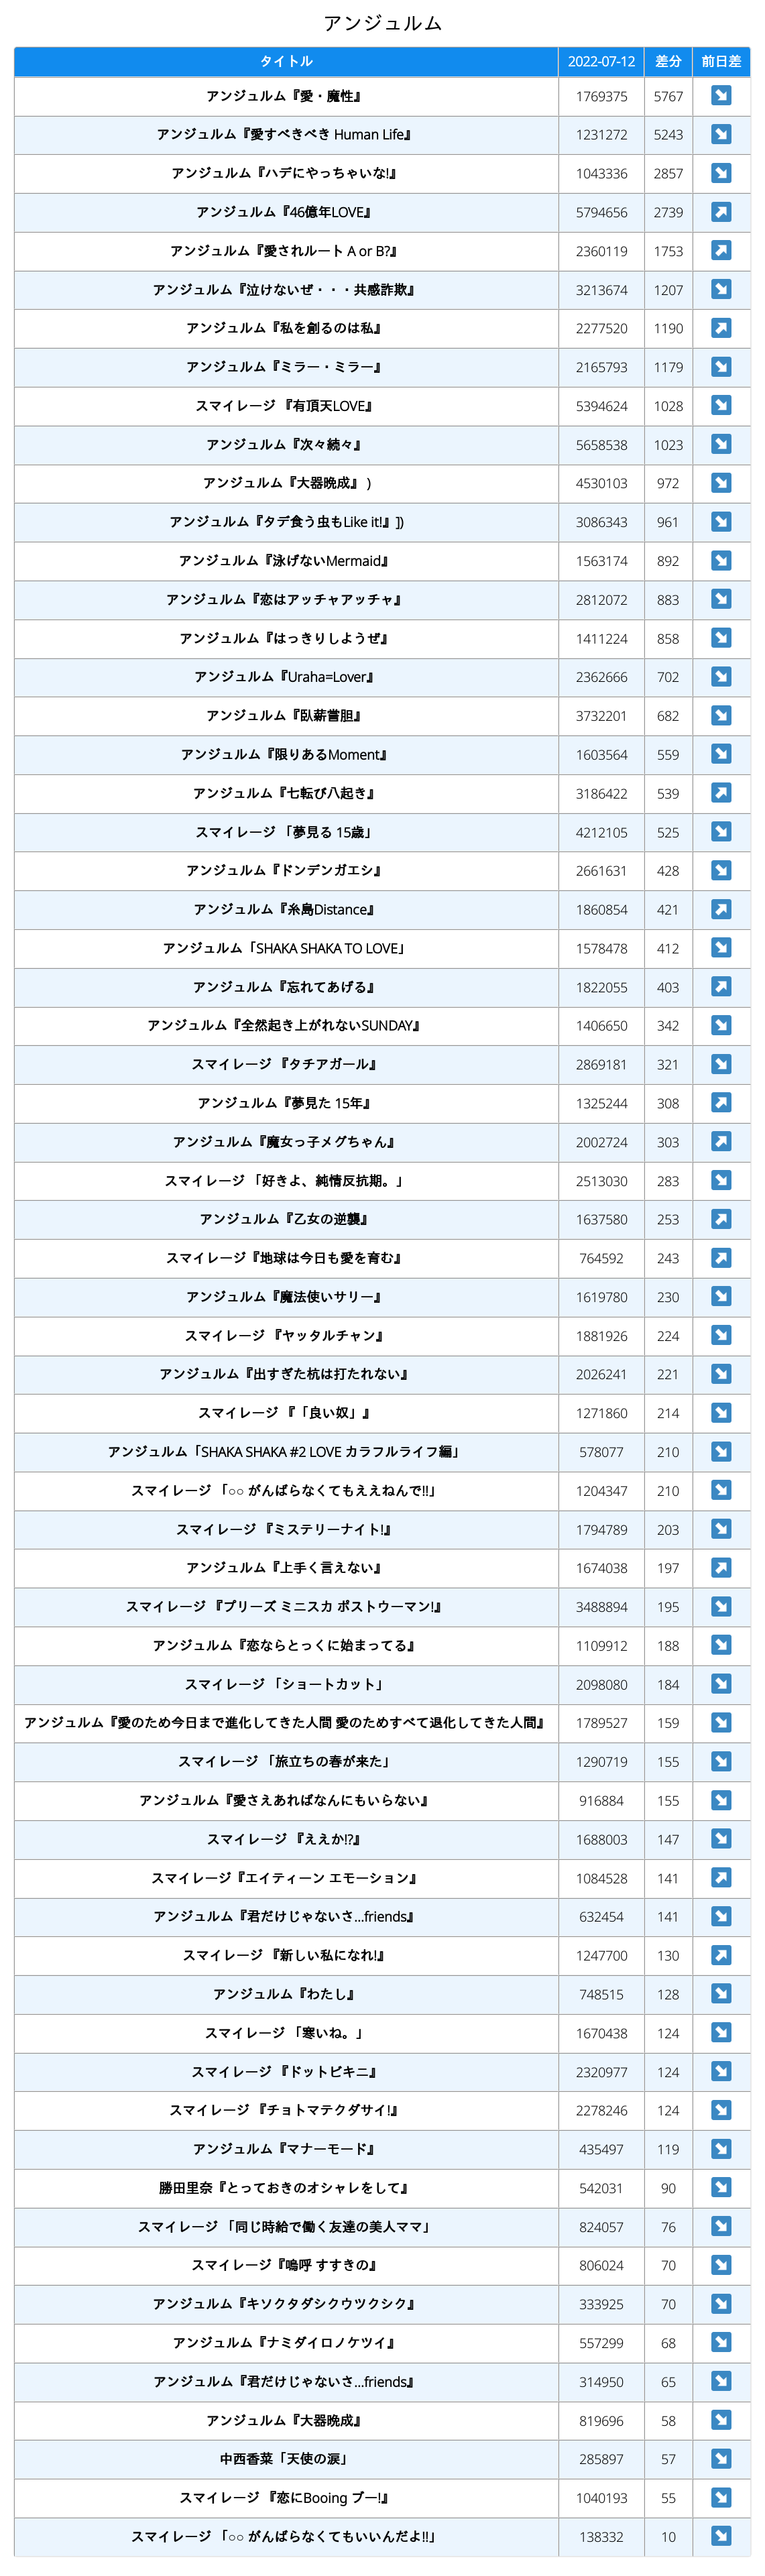 アンジュルム
タイトル 2022-07-12 差分 前日差
アンジュルム『愛・魔性』 1769375 5767 ↘
アンジュルム『愛すべきべき Human Life』 1231272 5243 ↘
アンジュルム『ハデにやっちゃいな!』 1043336 2857 ↘
アンジュルム『46億年LOVE』 5794656 2739 ↗
アンジュルム『愛されルート A or B?』 2360119 1753 ↗
アンジュルム『泣けないぜ・・・共感詐欺』 3213674 1207 ↘
アンジュルム『私を創るのは私』 2277520 1190 ↗
アンジュルム『ミラー・ミラー』 2165793 1179 ↘
スマイレージ 『有頂天LOVE』 5394624 1028 ↘
アンジュルム『次々続々』 5658538 1023 ↘
アンジュルム『大器晩成』 ) 4530103 972 ↘
アンジュルム『タデ食う虫もLike it!』]) 3086343 961 ↘
アンジュルム『泳げないMermaid』 1563174 892 ↘
アンジュルム『恋はアッチャアッチャ』 2812072 883 ↘
アンジュルム『はっきりしようぜ』 1411224 858 ↘
アンジュルム『Uraha=Lover』 2362666 702 ↘
アンジュルム『臥薪嘗胆』 3732201 682 ↘
アンジュルム『限りあるMoment』 1603564 559 ↘
アンジュルム『七転び八起き』 3186422 539 ↗
スマイレージ 「夢見る 15歳」 4212105 525 ↘
アンジュルム『ドンデンガエシ』 2661631 428 ↘
アンジュルム『糸島Distance』 1860854 421 ↗
アンジュルム「SHAKA SHAKA TO LOVE」 1578478 412 ↘
アンジュルム『忘れてあげる』 1822055 403 ↗
アンジュルム『全然起き上がれないSUNDAY』 1406650 342 ↘
スマイレージ 『タチアガール』 2869181 321 ↘
アンジュルム『夢見た 15年』 1325244 308 ↗
アンジュルム『魔女っ子メグちゃん』 2002724 303 ↗
スマイレージ 「好きよ、純情反抗期。」 2513030 283 ↘
アンジュルム『乙女の逆襲』 1637580 253 ↗
スマイレージ『地球は今日も愛を育む』 764592 243 ↗
アンジュルム『魔法使いサリー』 1619780 230 ↘
スマイレージ 『ヤッタルチャン』 1881926 224 ↘
アンジュルム『出すぎた杭は打たれない』 2026241 221 ↘
スマイレージ 『「良い奴」』 1271860 214 ↘
アンジュルム「SHAKA SHAKA #2 LOVE カラフルライフ編」 578077 210 ↘
スマイレージ 「○○ がんばらなくてもええねんで!!」 1204347 210 ↘
スマイレージ 『ミステリーナイト!』 1794789 203 ↘
アンジュルム『上手く言えない』 1674038 197 ↗
スマイレージ 『プリーズ ミニスカ ポストウーマン!』 3488894 195 ↘
アンジュルム『恋ならとっくに始まってる』 1109912 188 ↘
スマイレージ 「ショートカット」 2098080 184 ↘
アンジュルム『愛のため今日まで進化してきた人間 愛のためすべて退化してきた人間』 1789527 159 ↘
スマイレージ 「旅立ちの春が来た」 1290719 155 ↘
アンジュルム『愛さえあればなんにもいらない』 916884 155 ↘
スマイレージ 『ええか!?』 1688003 147 ↘
スマイレージ『エイティーン エモーション』 1084528 141 ↗
アンジュルム『君だけじゃないさ...friends』 632454 141 ↘
スマイレージ 『新しい私になれ!』 1247700 130 ↗
アンジュルム『わたし』 748515 128 ↘
スマイレージ 「寒いね。」 1670438 124 ↘
スマイレージ 『ドットビキニ』 2320977 124 ↘
スマイレージ 『チョトマテクダサイ!』 2278246 124 ↘
アンジュルム『マナーモード』 435497 119 ↘
勝田里奈『とっておきのオシャレをして』 542031 90 ↘
スマイレージ 「同じ時給で働く友達の美人ママ」 824057 76 ↘
スマイレージ『嗚呼 すすきの』 806024 70 ↘
アンジュルム『キソクタダシクウツクシク』 333925 70 ↘
アンジュルム『ナミダイロノケツイ』 557299 68 ↘
アンジュルム『君だけじゃないさ...friends』 314950 65 ↘
アンジュルム『大器晩成』 819696 58 ↘
中西香菜「天使の涙」 285897 57 ↘
スマイレージ 『恋にBooing ブー!』 1040193 55 ↘
スマイレージ 「○○ がんばらなくてもいいんだよ!!」 138332 10 ↘